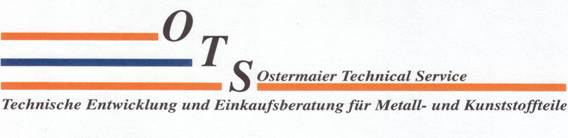 OTS
Ostermaier Technical Service
Technische Entwicklung und Einkaufsberatung für Metall- und Kunststoffteile